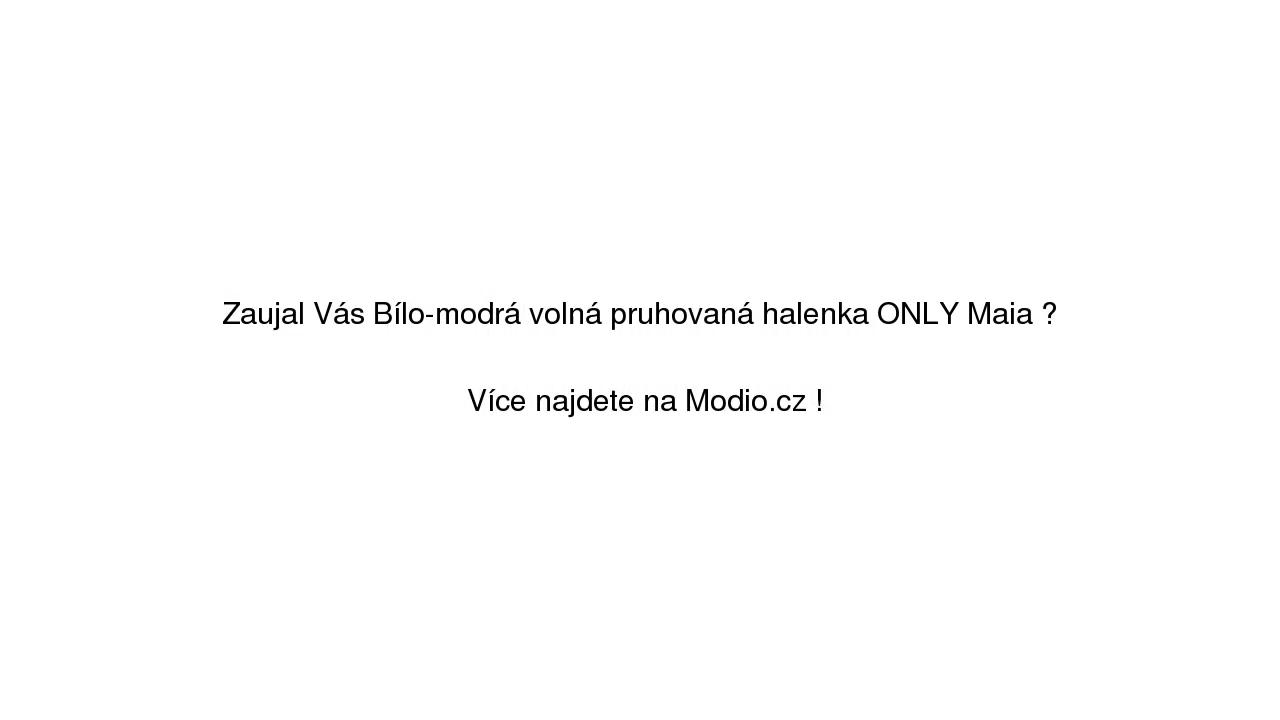 Zaujal Vás Bílo-modrá volná pruhovaná halenka ONLY Maia ?
Více najdete na Modio.cz !